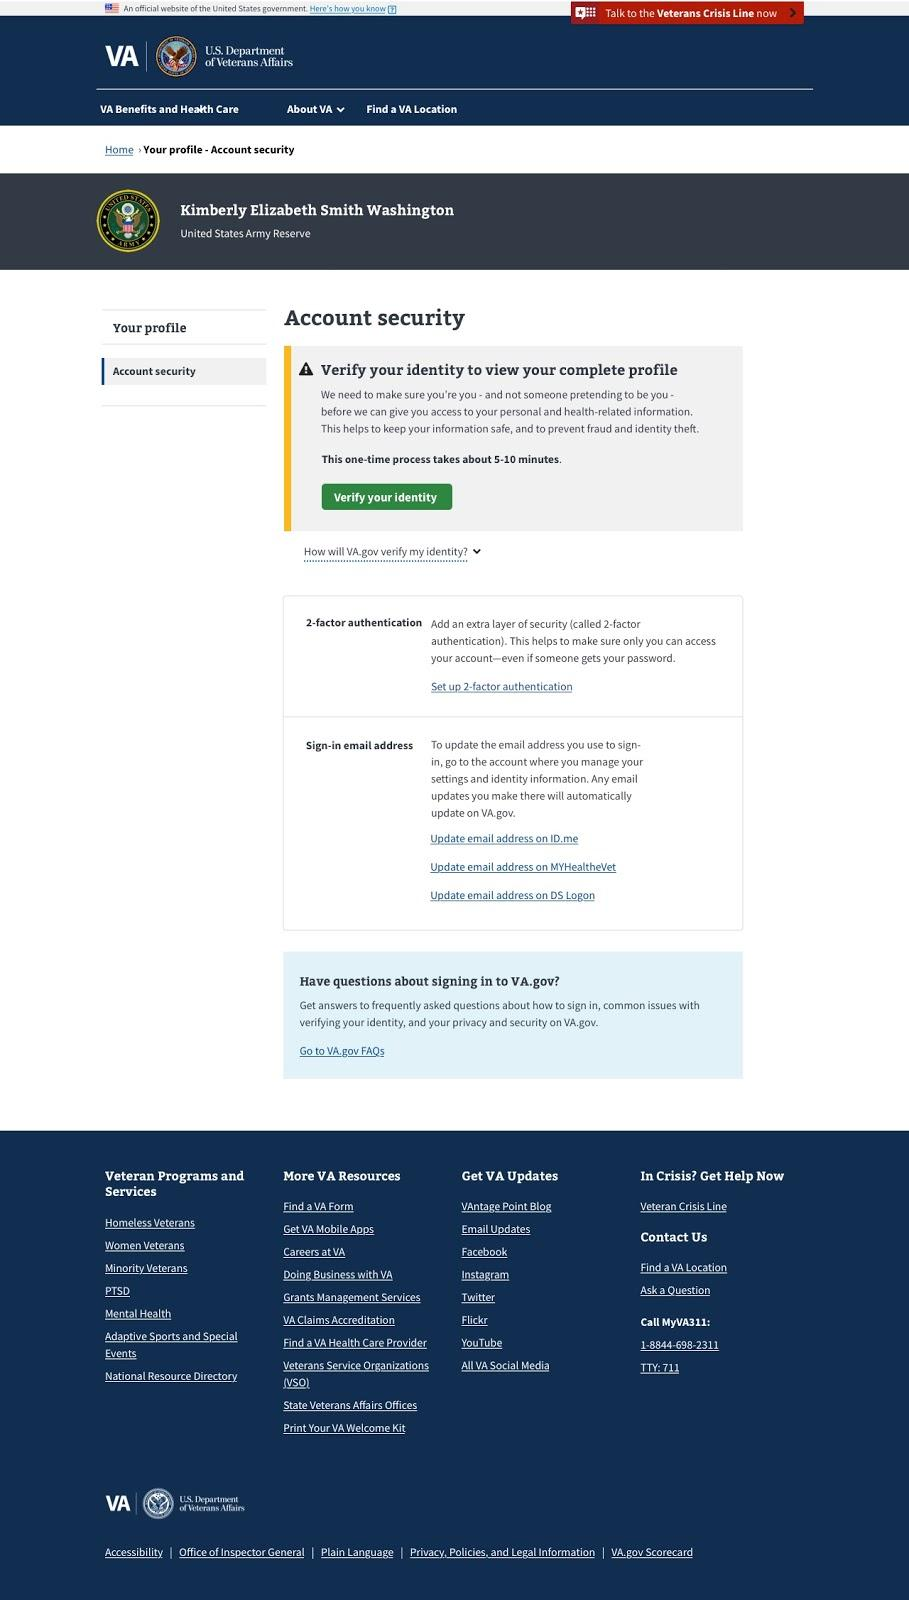 An official website of the United States government. Here's how you know
Talk to the Veterans Crisis Line now
VA
U.S. Department
of Veterans Affairs
VA Benefits and Health Care
About VA
Find a VA Location
Home › Your profile - Account security
UNITED STATES
ARMY
Kimberly Elizabeth Smith Washington
United States Army Reserve
Your profile
Account security
Account security
Verify your identity to view your complete profile
We need to make sure you're you - and not someone pretending to be you -
before we can give you access to your personal and health-related information.
This helps to keep your information safe, and to prevent fraud and identity theft.
This one-time process takes about 5-10 minutes.
Verify your identity
How will VA.gov verify my identity?
2-factor authentication
Add an extra layer of security (called 2-factor
authentication). This helps to make sure only you can access
your account—even if someone gets your password.
Set up 2-factor authentication
Sign-in email address
To update the email address you use to sign-
in, go to the account where you manage your
settings and identity information. Any email
updates you make there will automatically
update on VA.gov.
Update email address on ID.me
Update email address on MYHealtheVet
Update email address on DS Logon
Have questions about signing in to VA.gov?
Get answers to frequently asked questions about how to sign in, common issues with
verifying your identity, and your privacy and security on VA.gov.
Go to VA.gov FAQs
Veteran Programs and
Services
Homeless Veterans
Women Veterans
Minority Veterans
PTSD
Mental Health
Adaptive Sports and Special
Events
National Resource Directory
More VA Resources
Find a VA Form
Get VA Mobile Apps
Careers at VA
Doing Business with VA
Grants Management Services
VA Claims Accreditation
Find a VA Health Care Provider
Veterans Service Organizations
(VSO)
State Veterans Affairs Offices
Print Your VA Welcome Kit
Get VA Updates
VAntage Point Blog
Email Updates
Facebook
Instagram
Twitter
Flickr
YouTube
All VA Social Media
In Crisis? Get Help Now
Veteran Crisis Line
Contact Us
Find a VA Location
Ask a Question
Call MyVA311:
1-8844-698-2311
TTY: 711
VA
U.S. Department
of Veterans Affairs
Accessibility | Office of Inspector General | Plain Language | Privacy, Policies, and Legal Information | VA.gov Scorecard